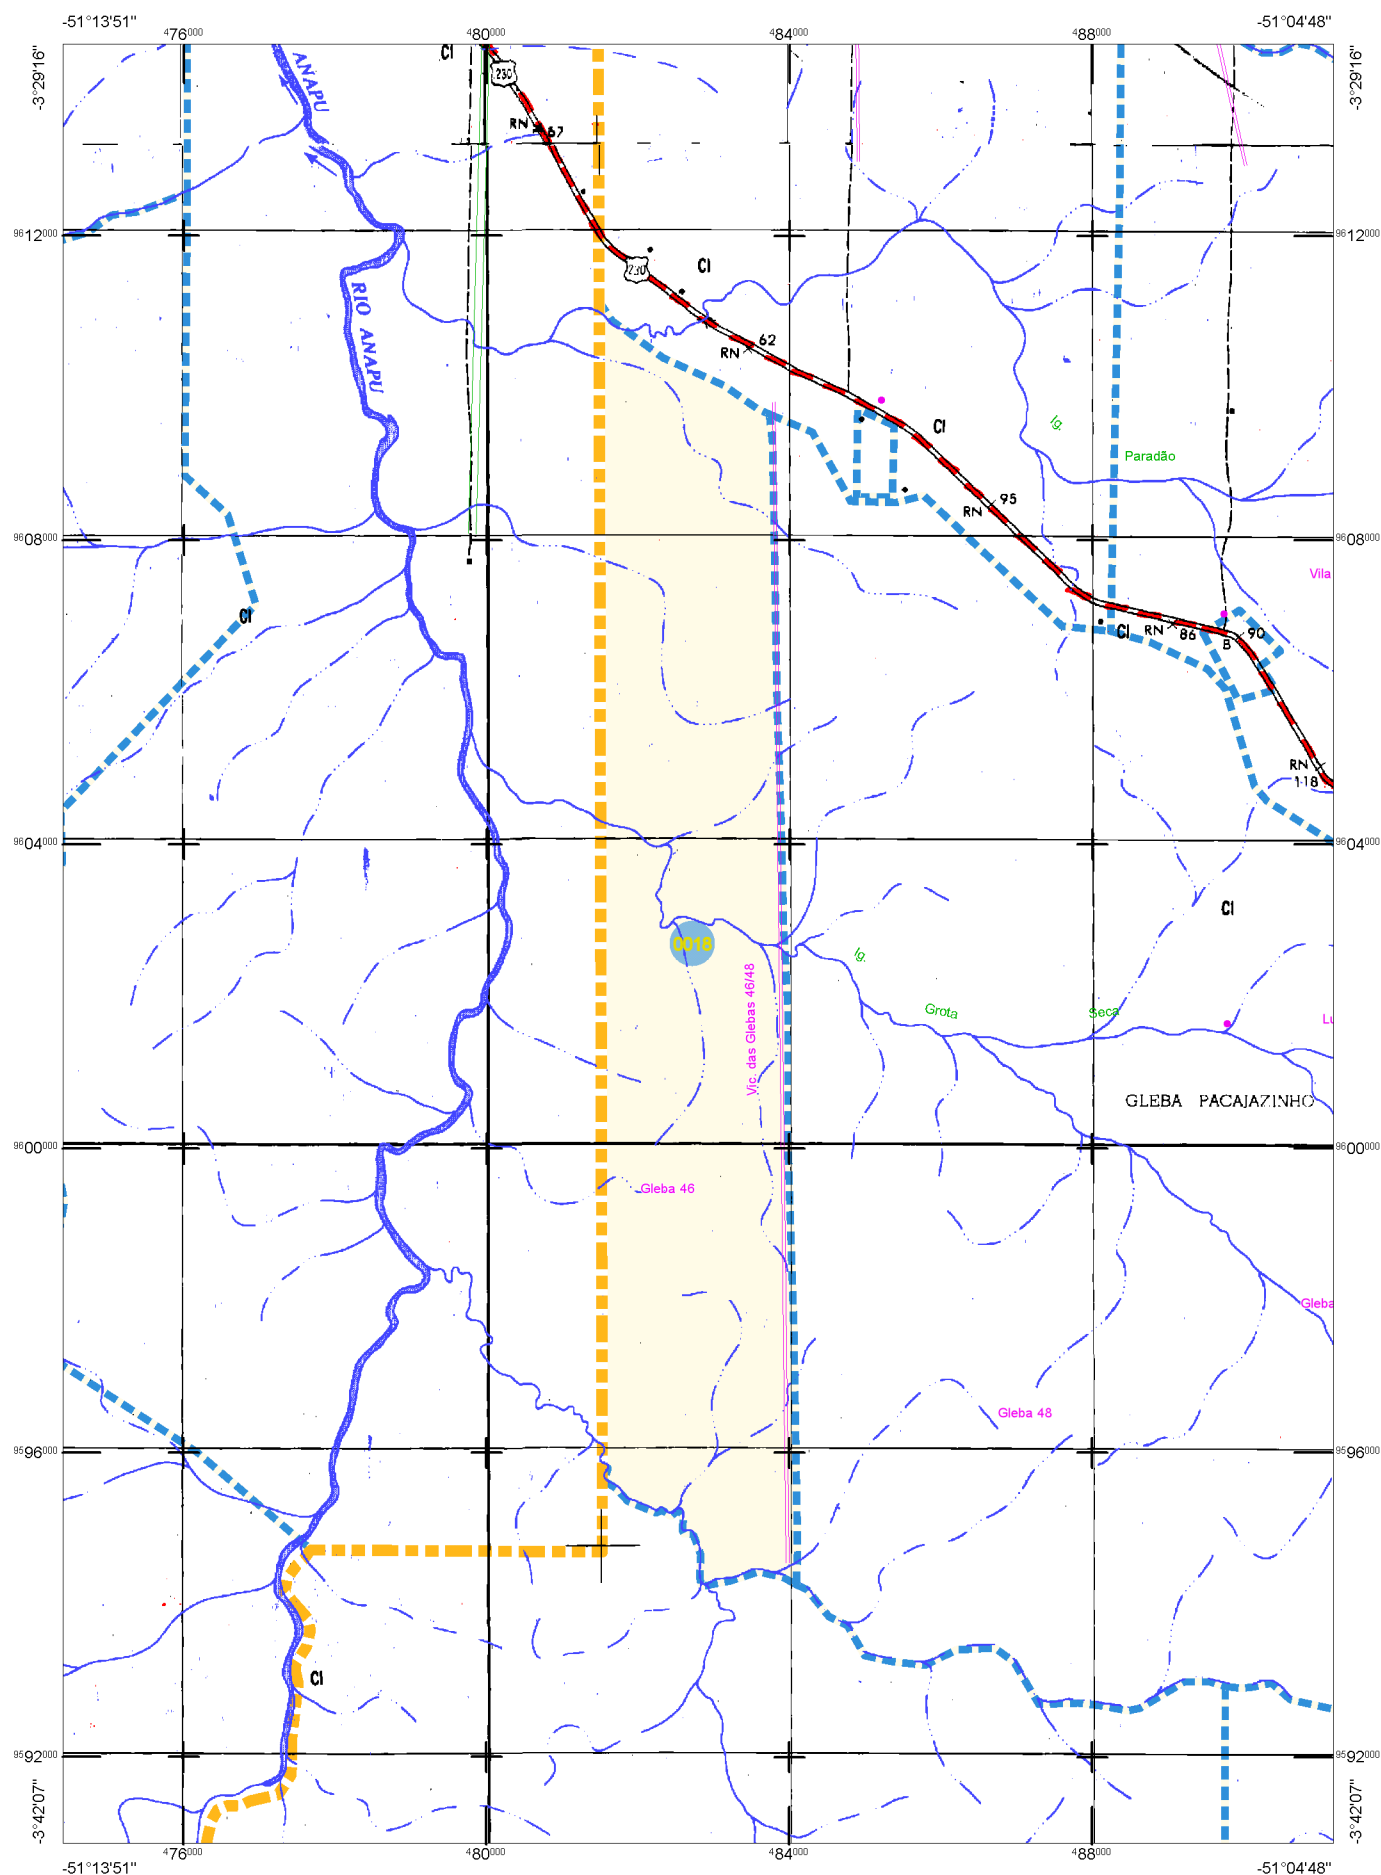 -51°13'51"
-51°04'48"
476000
480000
484000
488000
-3°29'16"
-3°29'16"
CI
230
ANAPU
RN
67
9612000
9612000
CI
230
RIO ANAPU
62
RN
CI
Ig.
Paradão
95
RN
9608000
9608000
Vila
CI
CI
RN
86
B
90
RN
118
9604000
9604000
CI
0018
Ig.
Vic. das Glebas 46/48
Grota
Seca
Lu
GLEBA PACAJAZINHO
9600000
9600000
Gleba 46
Gleba
Gleba 48
9596000
9596000
CI
9592000
9592000
-3°42'07"
-3°42'07"
476000
480000
484000
488000
-51°13'51"
-51°04'48"